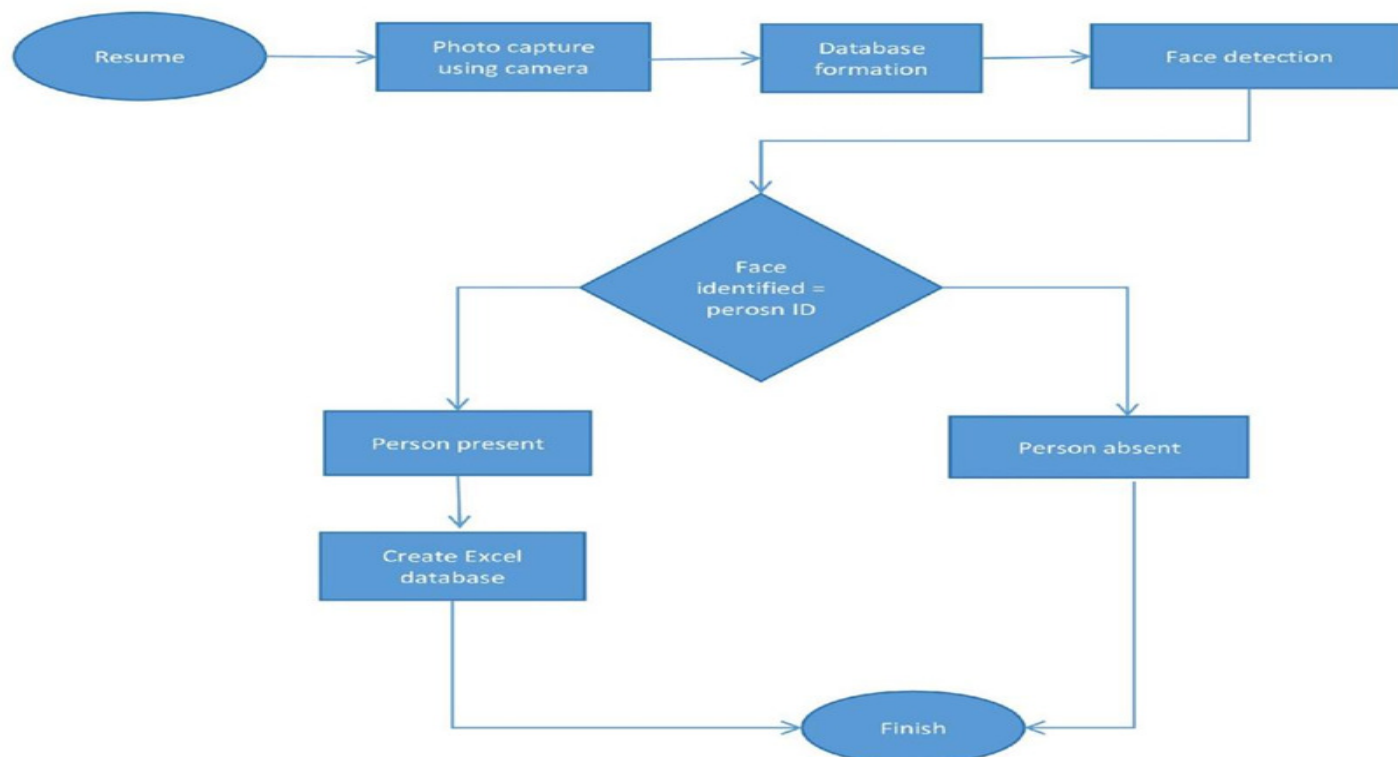 Resume
Photo capture
using camera
Database
formation
Face detection
Face
identified =
perosn ID
Person present
Person absent
Create Excel
database
Finish